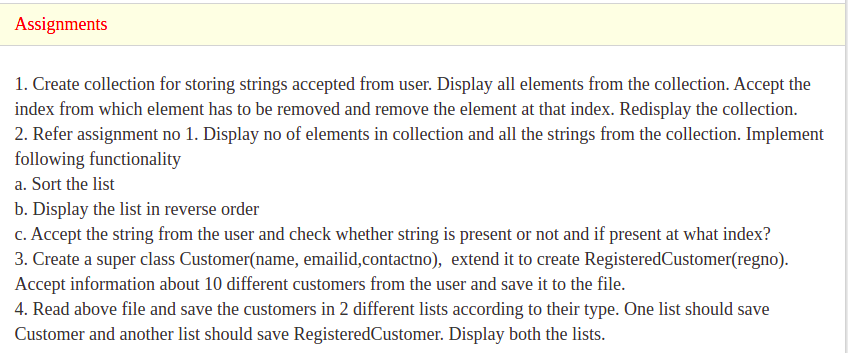 Assignments
1. Create collection for storing strings accepted from user. Display all elements from the collection. Accept the
index from which element has to be removed and remove the element at that index. Redisplay the collection.
2. Refer assignment no 1. Display no of elements in collection and all the strings from the collection. Implement
following functionality
a. Sort the list
b. Display the list in reverse order
c. Accept the string from the user and check whether string is present or not and if present at what index?
3. Create a super class Customer(name, emailid,contactno), extend it to create RegisteredCustomer(regno).
Accept information about 10 different customers from the user and save it to the file.
4. Read above file and save the customers in 2 different lists according to their type. One list should save
Customer and another list should save RegisteredCustomer. Display both the lists.